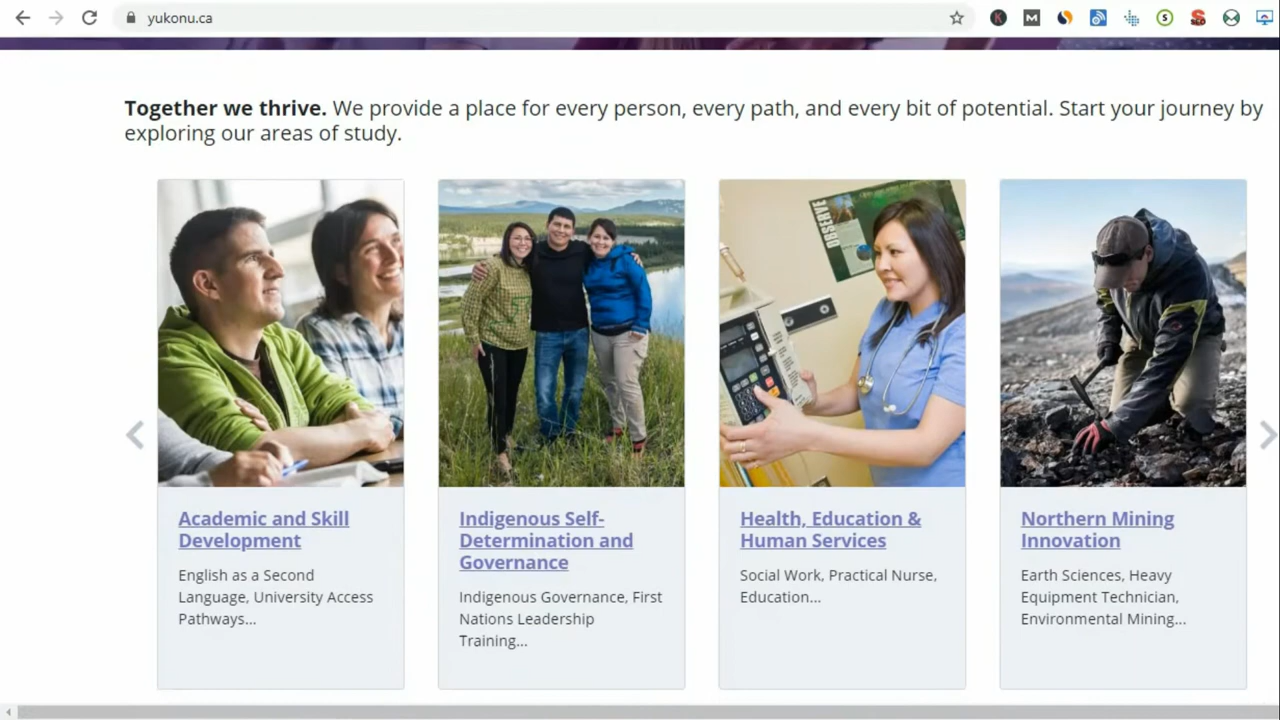 yukonu.ca
Together we thrive. We provide a place for every person, every path, and every bit of potential. Start your journey by
exploring our areas of study.
OBSERVE
Academic and Skill
Development
English as a Second
Language, University Access
Pathways...
Indigenous Self-
Determination and
Governance
Indigenous Governance, First
Nations Leadership
Training...
Health, Education &
Human Services
Social Work, Practical Nurse,
Education...
Northern Mining
Innovation
Earth Sciences, Heavy
Equipment Technician,
Environmental Mining...